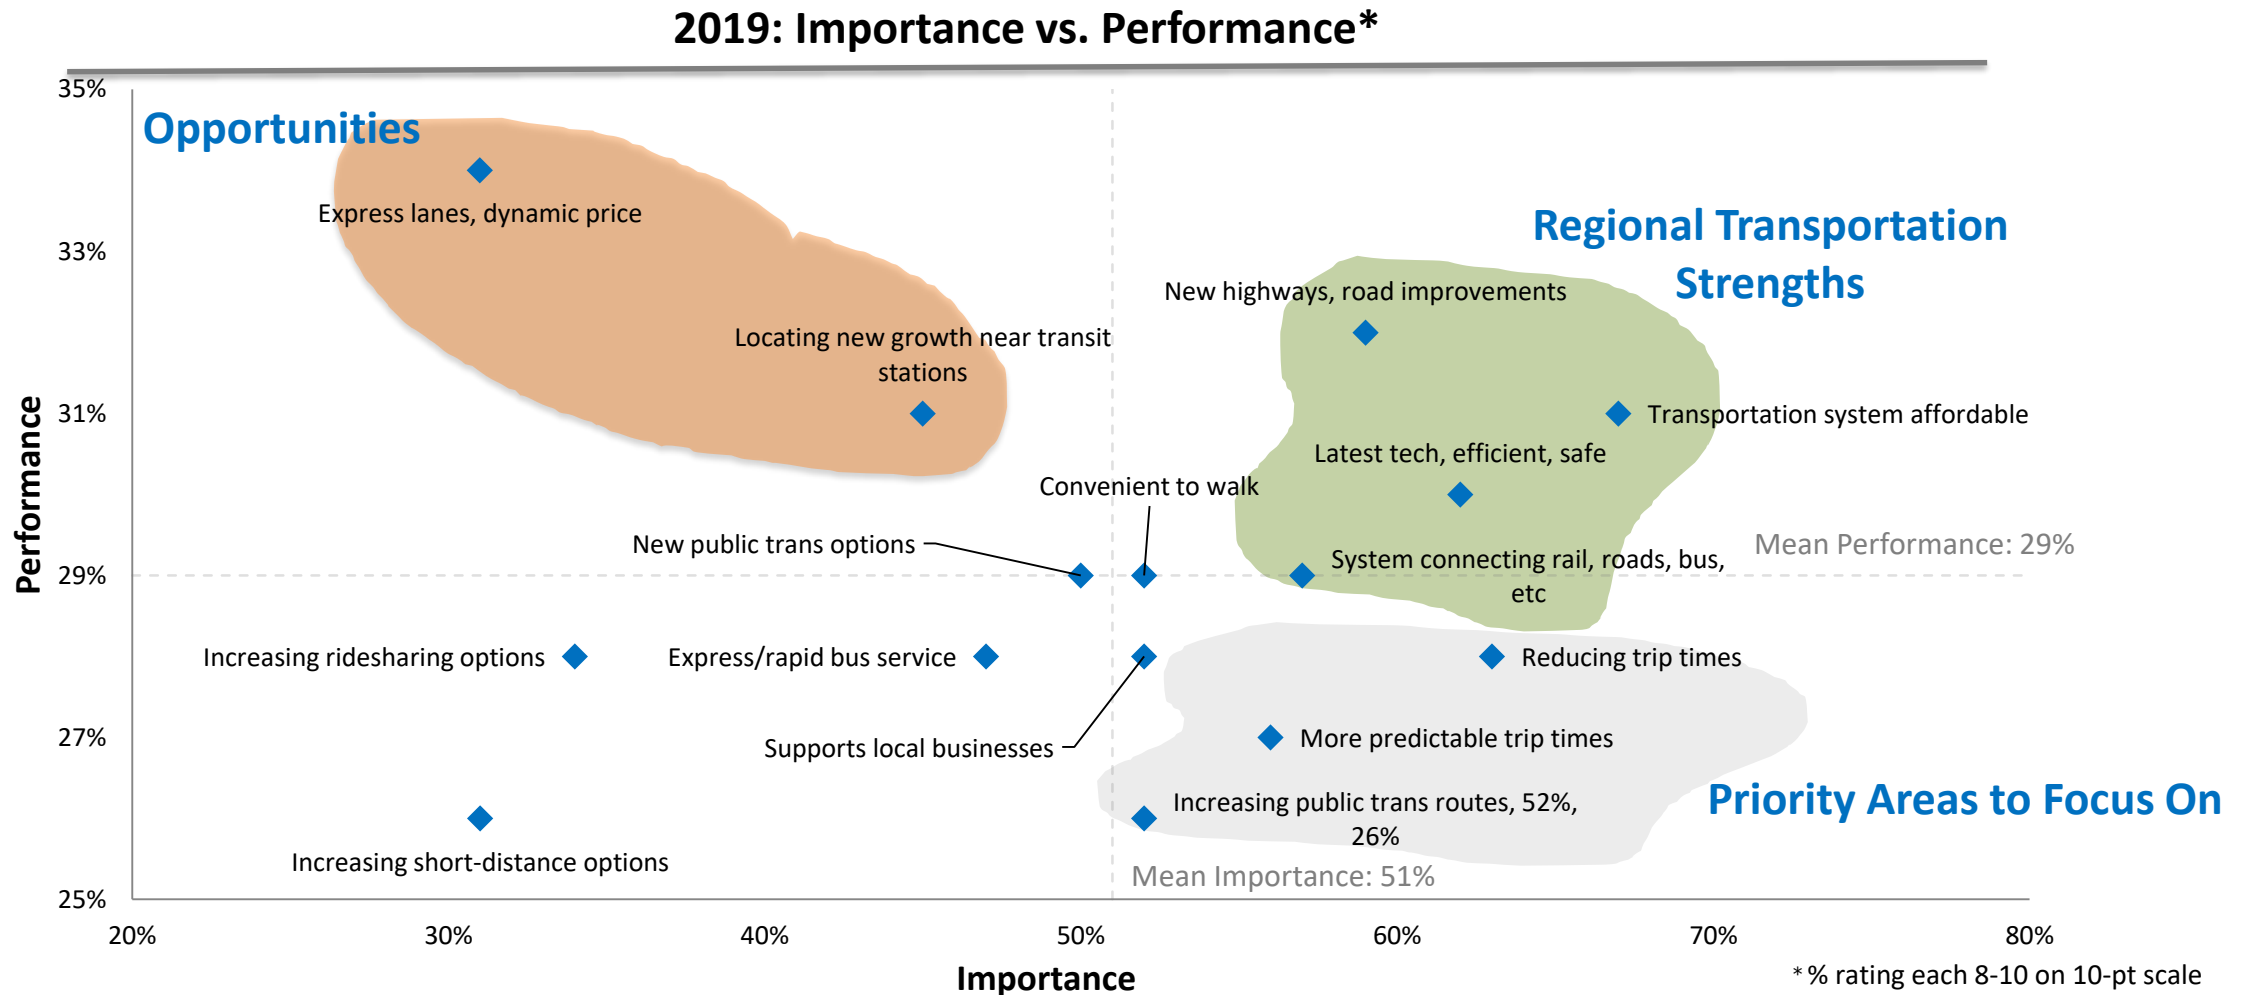 2019: Importance vs. Performance*
35%
Opportunities
Express lanes, dynamic price
Regional Transportation
Strengths
33%
New highways, road improvements
Locating new growth near transit
stations
31%
Transportation system affordable
Latest tech, efficient, safe
Convenient to walk
Performance
New public trans options
Mean Performance: 29%
29%
System connecting rail, roads, bus,
etc
Increasing ridesharing options
Express/rapid bus service
Reducing trip times
27%
More predictable trip times
Supports local businesses
Priority Areas to Focus On
Increasing public trans routes, 52%,
26%
Increasing short-distance options
Mean Importance: 51%
25%
20%
30%
40%
50%
60%
70%
80%
Importance
* % rating each 8-10 on 10-pt scale